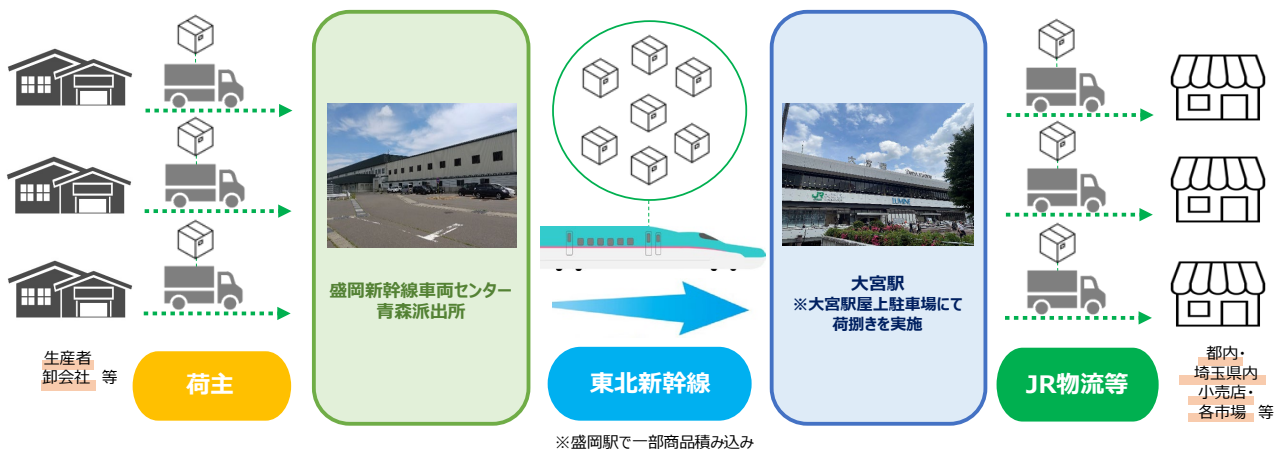 生産者
卸会社 等
荷主
盛岡新幹線車両センター
青森派出所
東北新幹線
※盛岡駅で一部商品積み込み
JR
LUMINE
大宮駅
※大宮駅屋上駐車場にて
荷捌きを実施
JR物流等
都内・
埼玉県内
小売店・
各市場 等